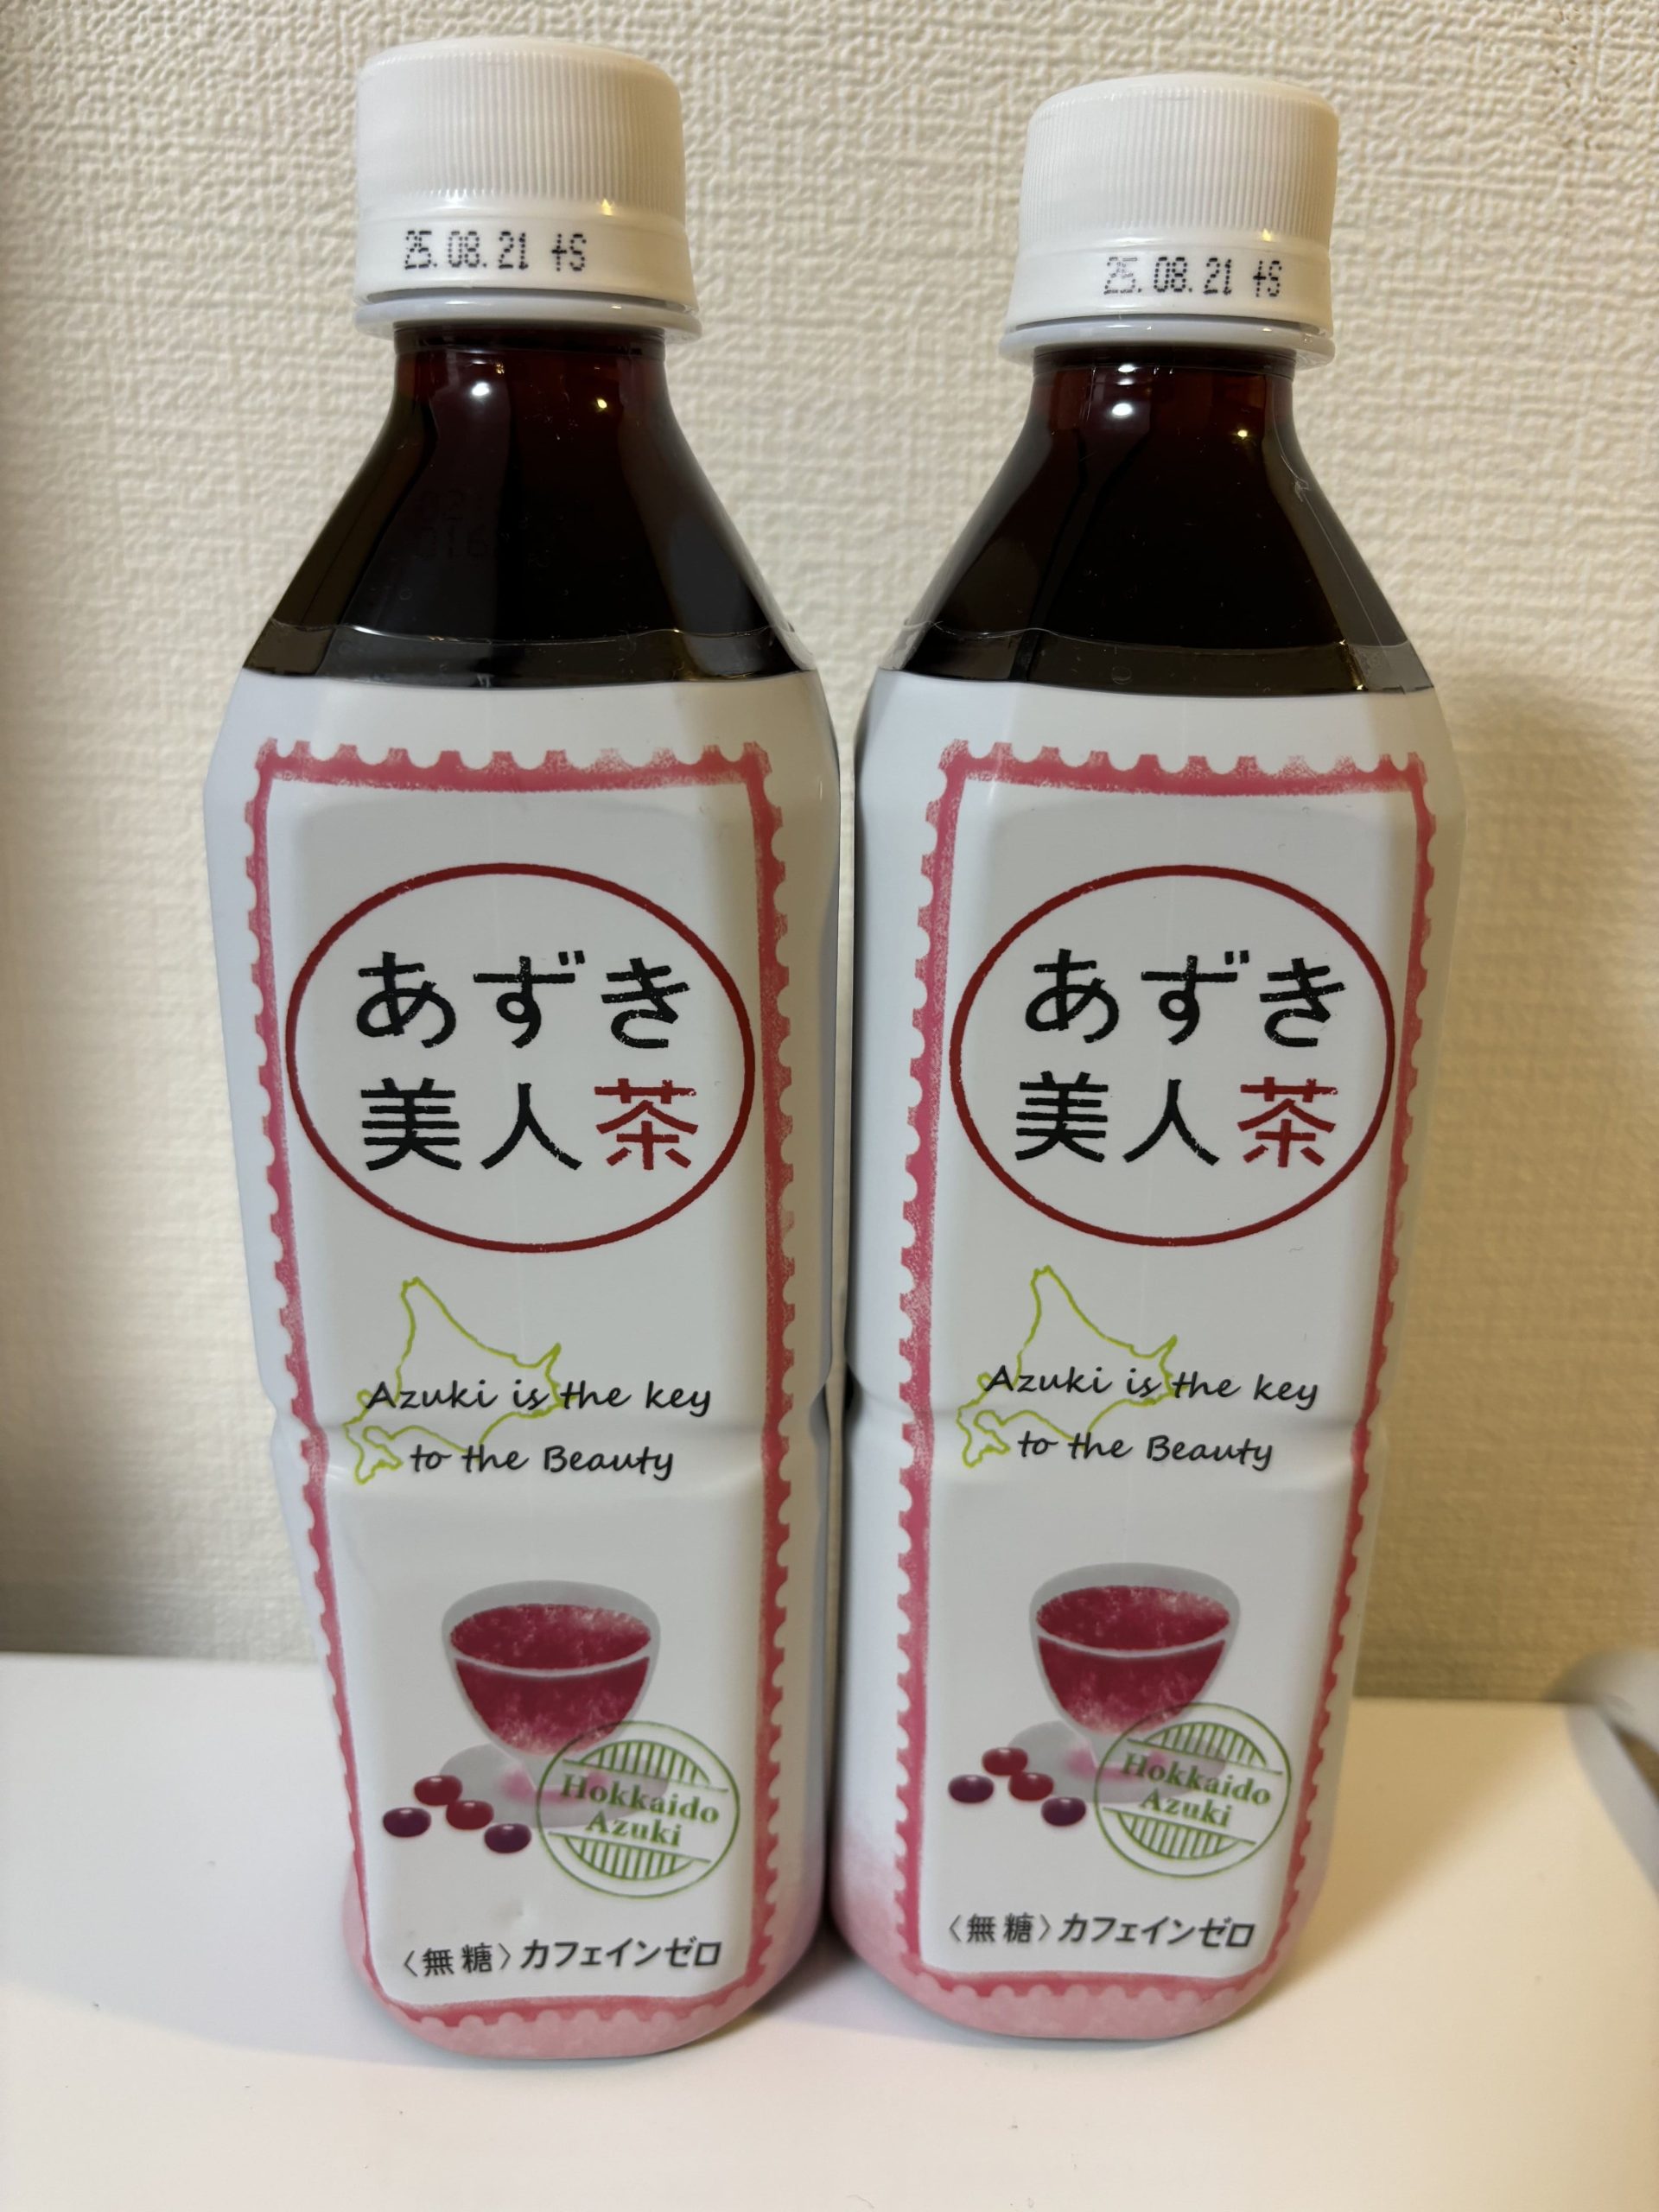 25.08.21 tS
あずき
美人茶
Azuki is the key
to the Beauty
Hokkaido
Azuki
〈無糖〉カフェインゼロ
25.08.21 tS
あずき
美人茶
Azuki is the key
to the Beauty
Hokkaido
Azuki
〈無糖〉カフェインゼロ